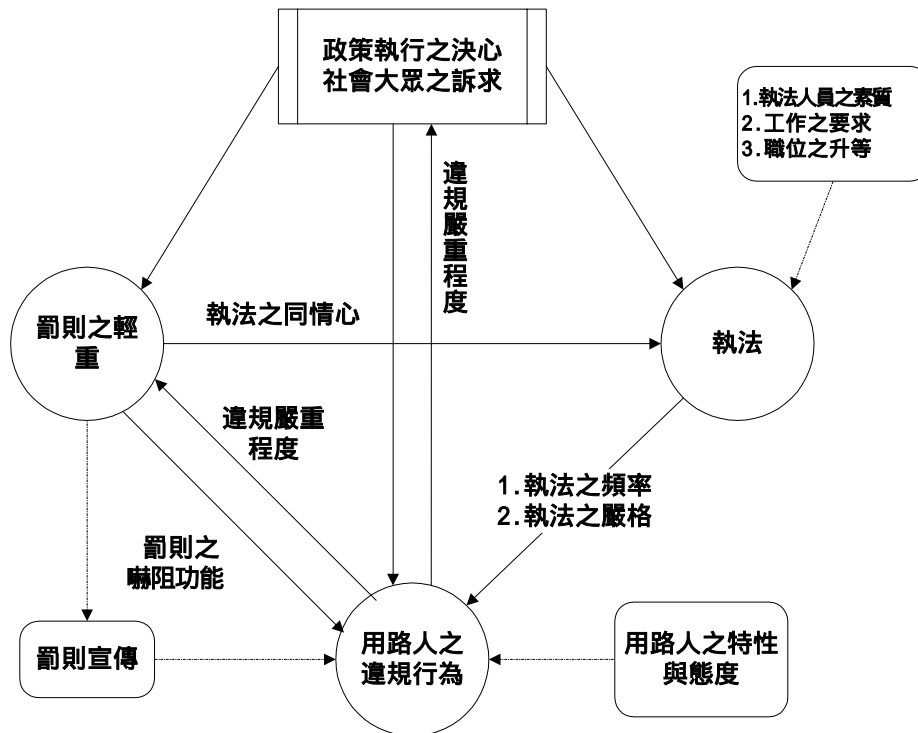 政策執行之決心
社會大眾之訴求
1.執法人員之素質
2.工作之要求
3.職位之升等
違規嚴重程度
罰則之輕
重
執法之同情心
執法
違規嚴重
程度
1.執法之頻率
2.執法之嚴格
罰則之
嚇阻功能
罰則宣傳
用路人之
違規行為
用路人之特性
與態度